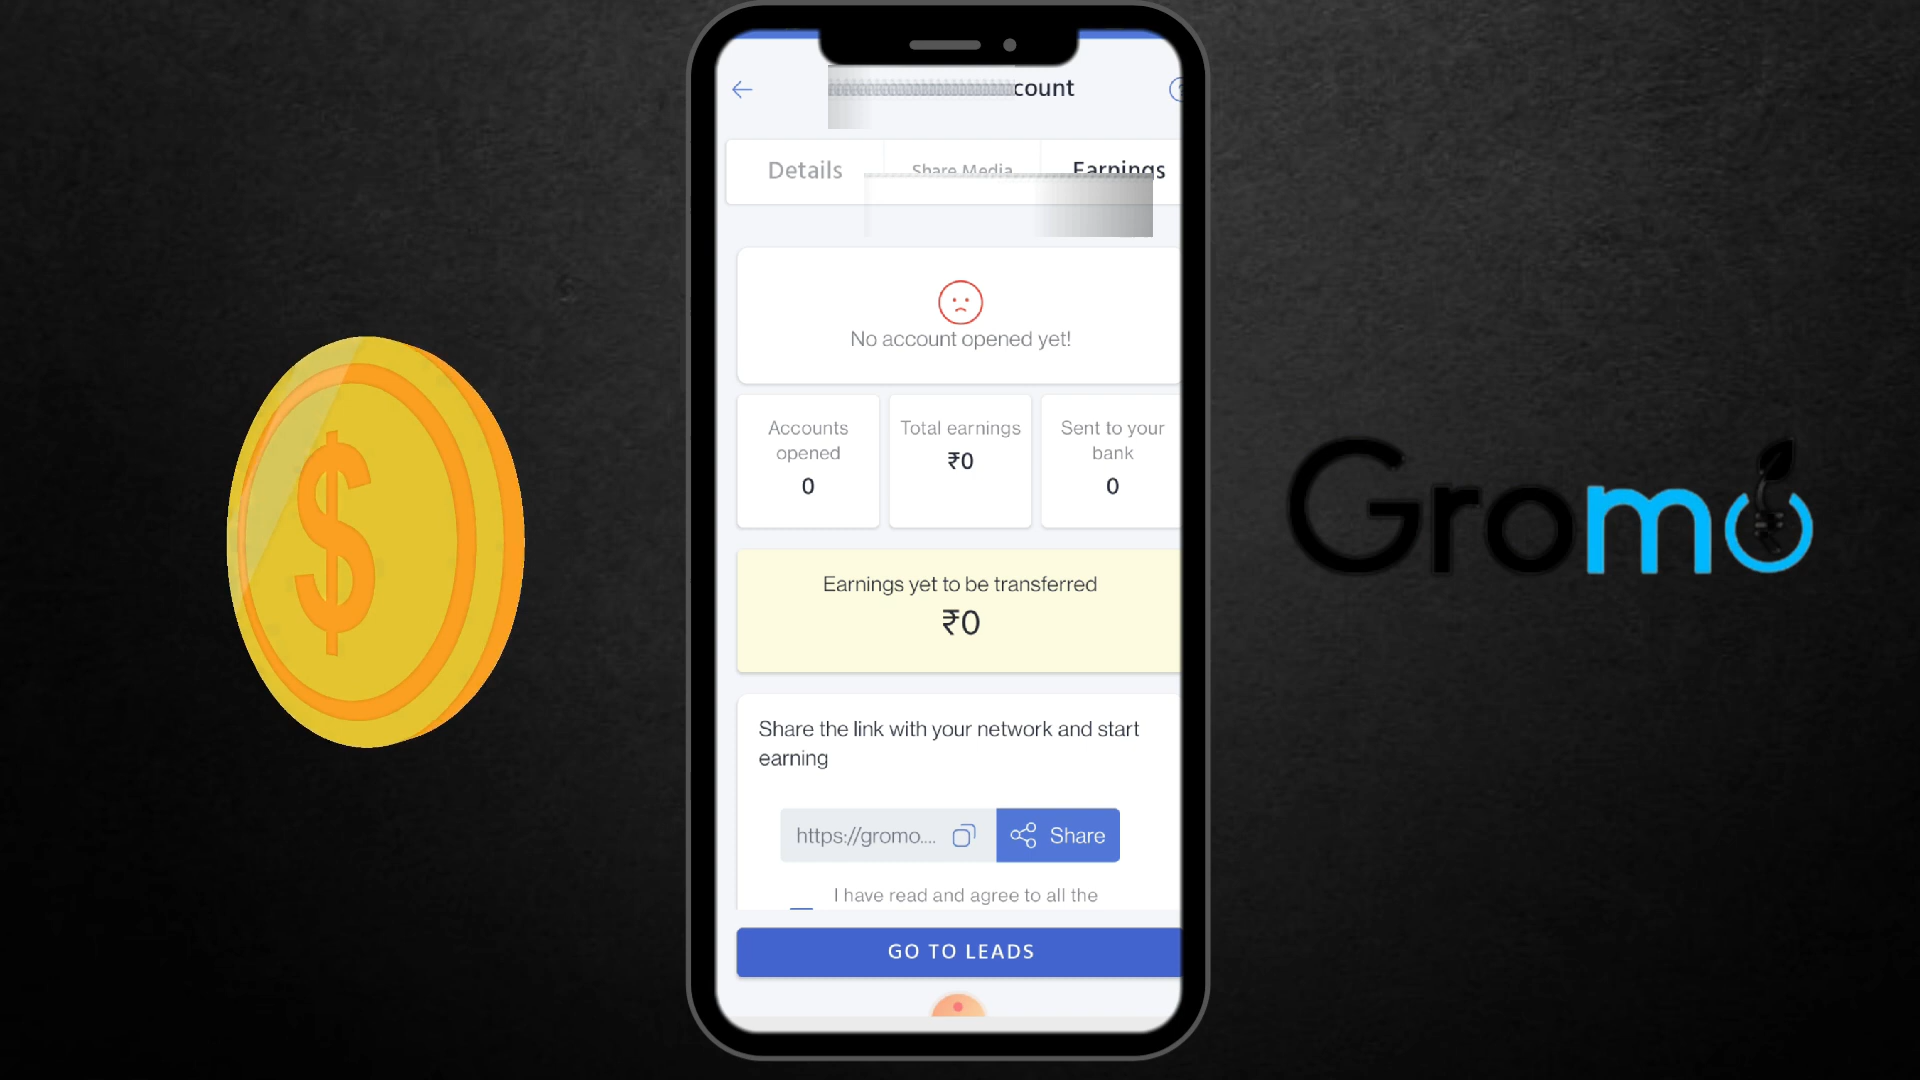 count
Details
Share Media
Earnings
No account opened yet!
Accounts
opened
0
Total earnings
₹0
Sent to your
bank
0
Earnings yet to be transferred
₹0
Share the link with your network and start
earning
https://gromo....
Share
I have read and agree to all the
GO TO LEADS
$
Gromo